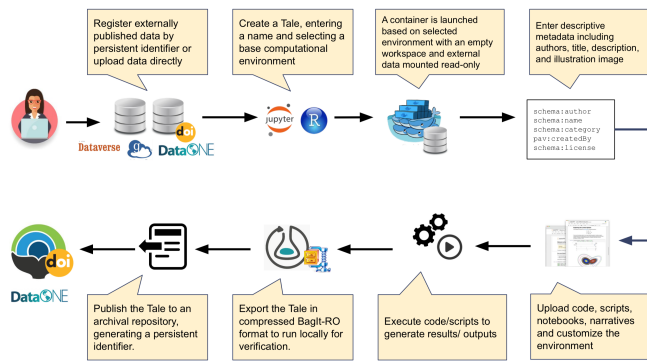 Register externally
published data by
persistent identifier or
upload data directly
Create a Tale, entering
a name and selecting a
base computational
environment
A container is launched
based on selected
environment with an empty
workspace and external
data mounted read-only
Enter descriptive
metadata including
authors, title, description,
and illustration image
doi
Dataverse
g
DataONE
jupyter
R
schema:author
schema:name
schema:category
pav:createdBy
schema:license
doi
DataONE
Publish the Tale to an
archival repository,
generating a persistent
identifier.
Export the Tale in
compressed BagIt-RO
format to run locally for
verification.
Execute code/scripts to
generate results/ outputs
Upload code, scripts,
notebooks, narratives
and customize the
environment